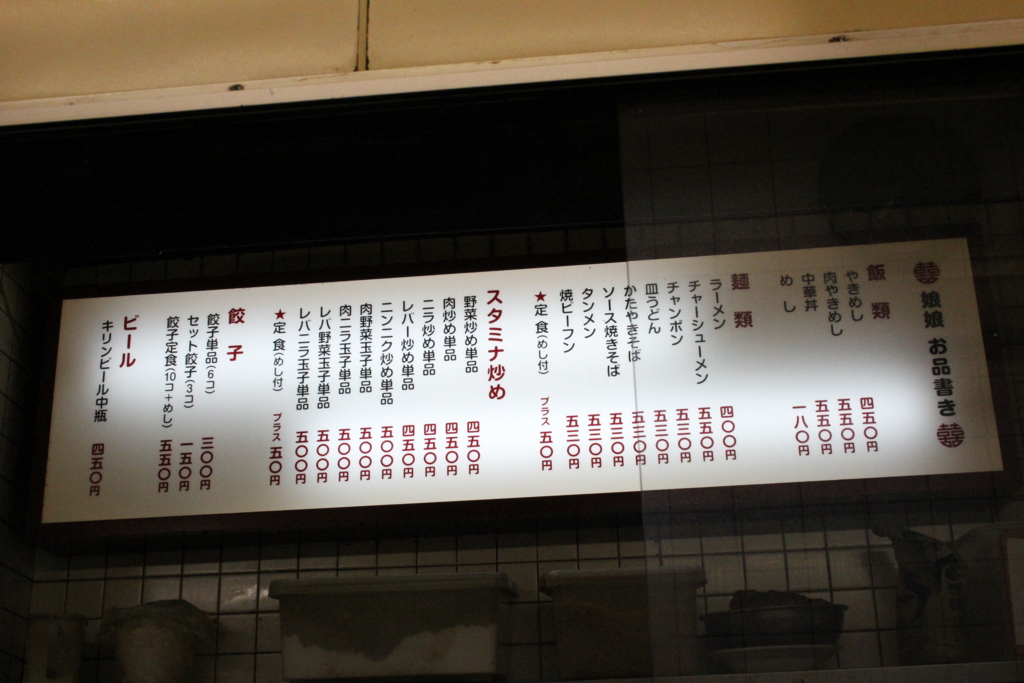 囍 娘娘 お品書き 囍
飯類
やきめし 四五〇円
肉やきめし 五五〇円
中華丼 五五〇円
めし 一八〇円
麺類
ラーメン 四〇〇円
チャーシューメン 五五〇円
チャンポン 五三〇円
皿うどん 五三〇円
かたやきそば 五三〇円
ソース焼きそば 五三〇円
タンメン 五三〇円
焼ビーフン 五三〇円
★定食(めし付) プラス 五〇円
スタミナ炒め
野菜炒め単品 四五〇円
肉炒め単品 四五〇円
ニラ炒め単品 四五〇円
レバー炒め単品 四五〇円
ニンニク炒め単品 五〇〇円
肉野菜玉子単品 五〇〇円
肉ニラ玉子単品 五〇〇円
レバ野菜玉子単品 五〇〇円
レバニラ玉子単品 五〇〇円
★定食(めし付) プラス 五〇円
餃子
餃子単品(6コ) 三〇〇円
セット餃子(3コ) 一五〇円
餃子定食(10コ+めし) 五五〇円
ビール
キリンビール中瓶 四五〇円